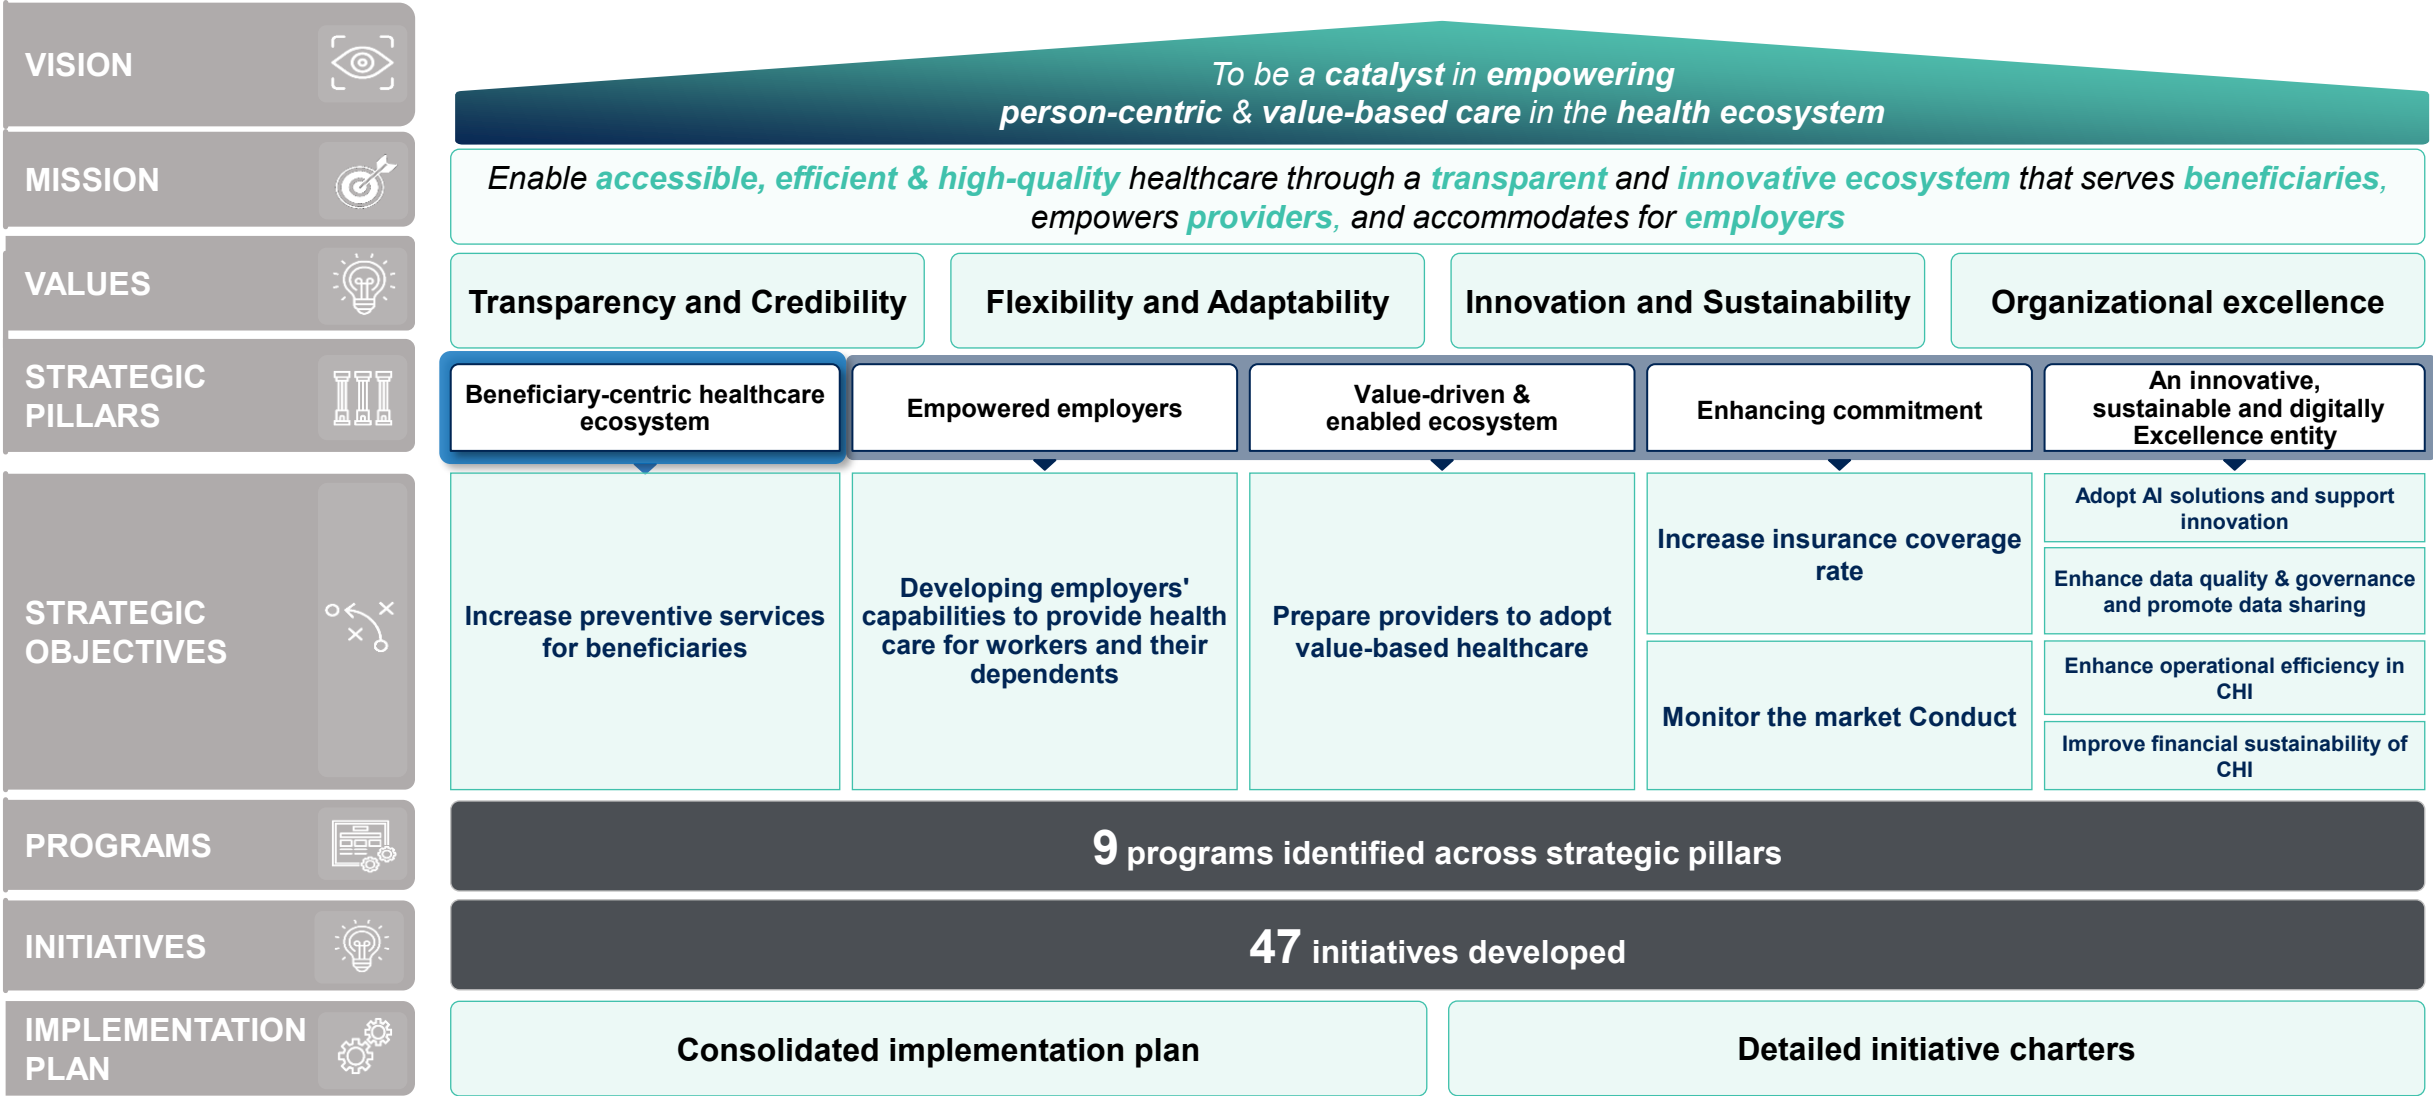 VISION
To be a catalyst in empowering
person-centric & value-based care in the health ecosystem
MISSION
Enable accessible, efficient & high-quality healthcare through a transparent and innovative ecosystem that serves beneficiaries,
empowers providers, and accommodates for employers
VALUES
Transparency and Credibility
Flexibility and Adaptability
Innovation and Sustainability
Organizational excellence
STRATEGIC
PILLARS
Beneficiary-centric healthcare
ecosystem
Empowered employers
Value-driven &
enabled ecosystem
Enhancing commitment
An innovative,
sustainable and digitally
Excellence entity
STRATEGIC
OBJECTIVES
Increase preventive services
for beneficiaries
Developing employers'
capabilities to provide health
care for workers and their
dependents
Prepare providers to adopt
value-based healthcare
Increase insurance coverage
rate
Monitor the market Conduct
Adopt AI solutions and support
innovation
Enhance data quality & governance
and promote data sharing
Enhance operational efficiency in
CHI
Improve financial sustainability of
CHI
PROGRAMS
9 programs identified across strategic pillars
INITIATIVES
47 initiatives developed
IMPLEMENTATION
PLAN
Consolidated implementation plan
Detailed initiative charters